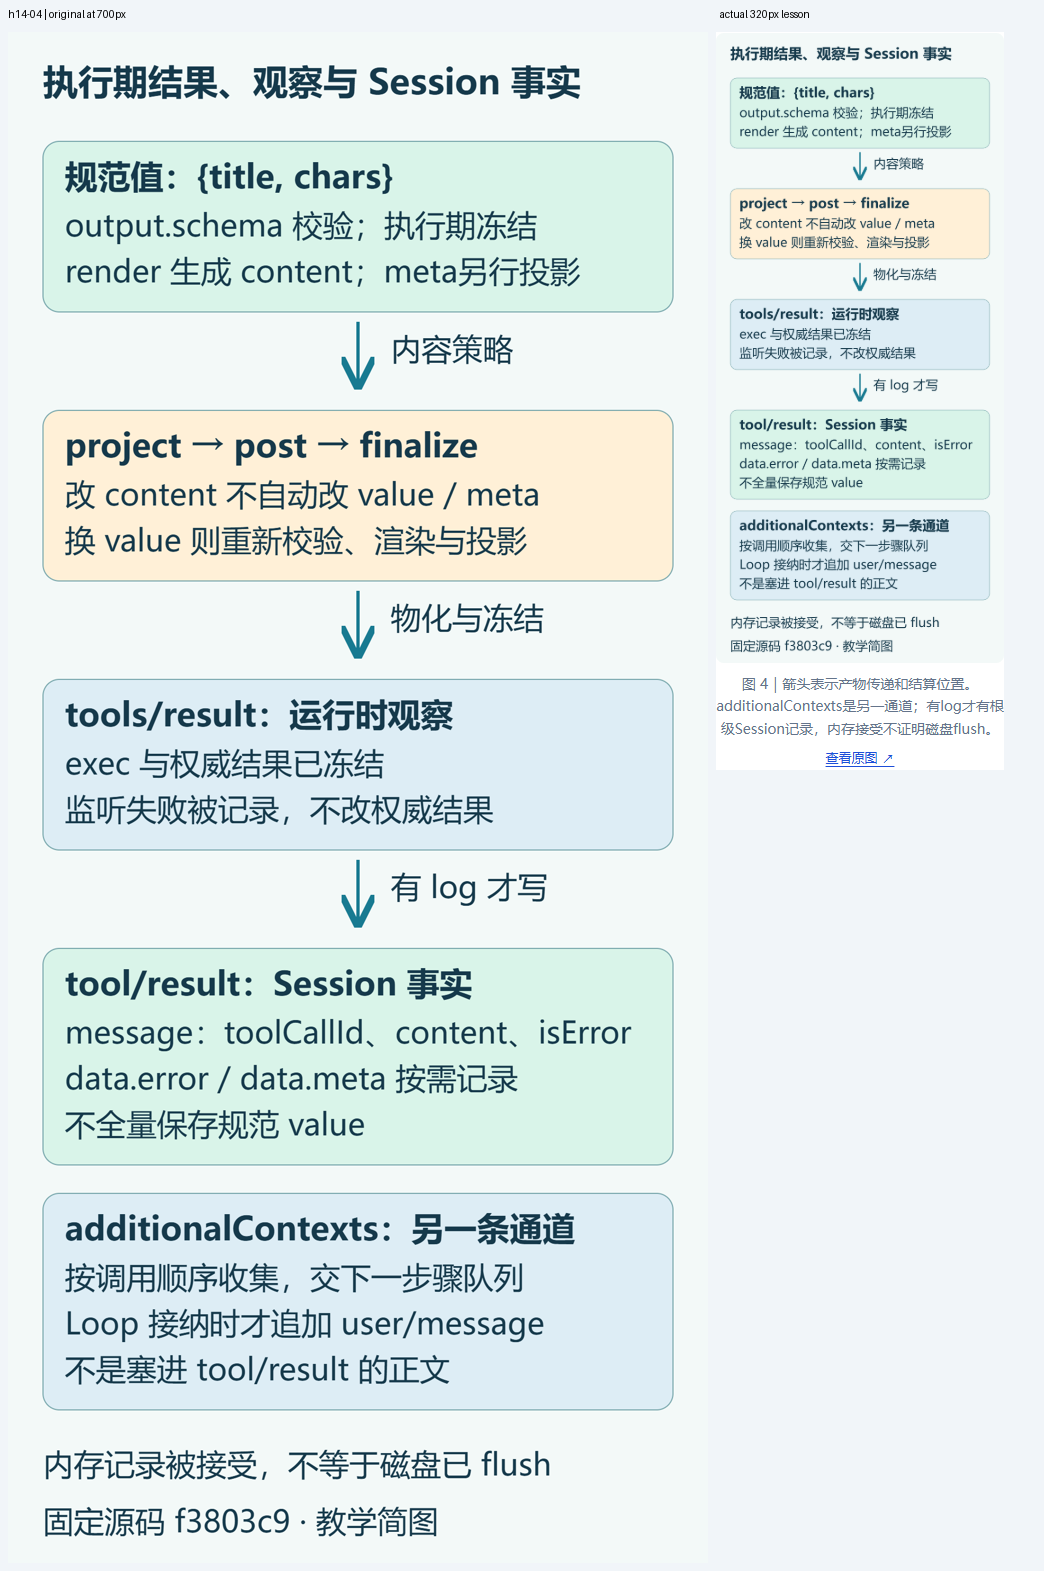 h14-04 | original at 700px
执行期结果、观察与 Session 事实
规范值：{title, chars}
output.schema 校验；执行期冻结
render 生成 content；meta另行投影
内容策略
project → post → finalize
改 content 不自动改 value / meta
换 value 则重新校验、渲染与投影
物化与冻结
tools/result：运行时观察
exec 与权威结果已冻结
监听失败被记录，不改权威结果
有 log 才写
tool/result：Session 事实
message：toolCallId、content、isError
data.error / data.meta 按需记录
不全量保存规范 value
additionalContexts：另一条通道
按调用顺序收集，交下一步骤队列
Loop 接纳时才追加 user/message
不是塞进 tool/result 的正文
内存记录被接受，不等于磁盘已 flush
固定源码 f3803c9 · 教学简图
actual 320px lesson
执行期结果、观察与 Session 事实
规范值：{title, chars}
output.schema 校验；执行期冻结
render 生成 content；meta另行投影
内容策略
project → post → finalize
改 content 不自动改 value / meta
换 value 则重新校验、渲染与投影
物化与冻结
tools/result：运行时观察
exec 与权威结果已冻结
监听失败被记录，不改权威结果
有 log 才写
tool/result：Session 事实
message：toolCallId、content、isError
data.error / data.meta 按需记录
不全量保存规范 value
additionalContexts：另一条通道
按调用顺序收集，交下一步骤队列
Loop 接纳时才追加 user/message
不是塞进 tool/result 的正文
内存记录被接受，不等于磁盘已 flush
固定源码 f3803c9 · 教学简图
图 4｜箭头表示产物传递和结算位置。
additionalContexts是另一通道；有log才有根
级Session记录，内存接受不证明磁盘flush。
查看原图 ↗